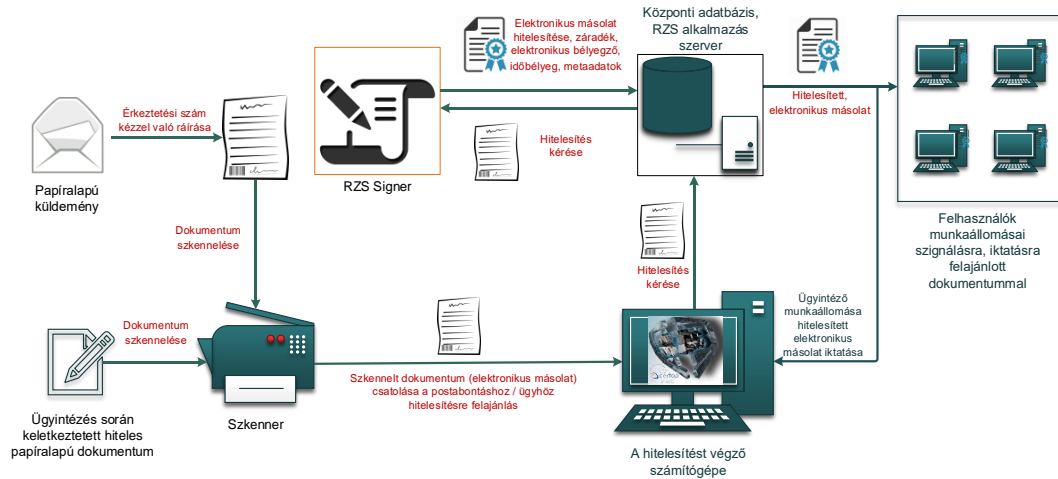 Elektronikus másolat
hitelesítése, záradék,
elektronikus bélyegző,
időbélyeg, metaadatok
Központi adatbázis,
RZS alkalmazás
szerver
Érkeztetési szám
kézzel való ráírása
Hitelesített,
elektronikus másolat
Hitelesítés
kérése
Papíralapú
küldemény
RZS Signer
Dokumentum
szkennelése
Felhasználók
munkaállomásai
szignálásra, iktatásra
felajánlott
dokumentummal
Hitelesítés
kérése
Ügyintéző
munkaállomása
hitelesített
elektronikus
másolat iktatása
Dokumentum
szkennelése
Szkennelt dokumentum (elektronikus másolat)
csatolása a postabontáshoz / ügyhöz
hitelesítésre felajánlás
Ügyintézés során
keletkeztetett hiteles
papíralapú dokumentum
Szkenner
A hitelesítést végző
számítógépe